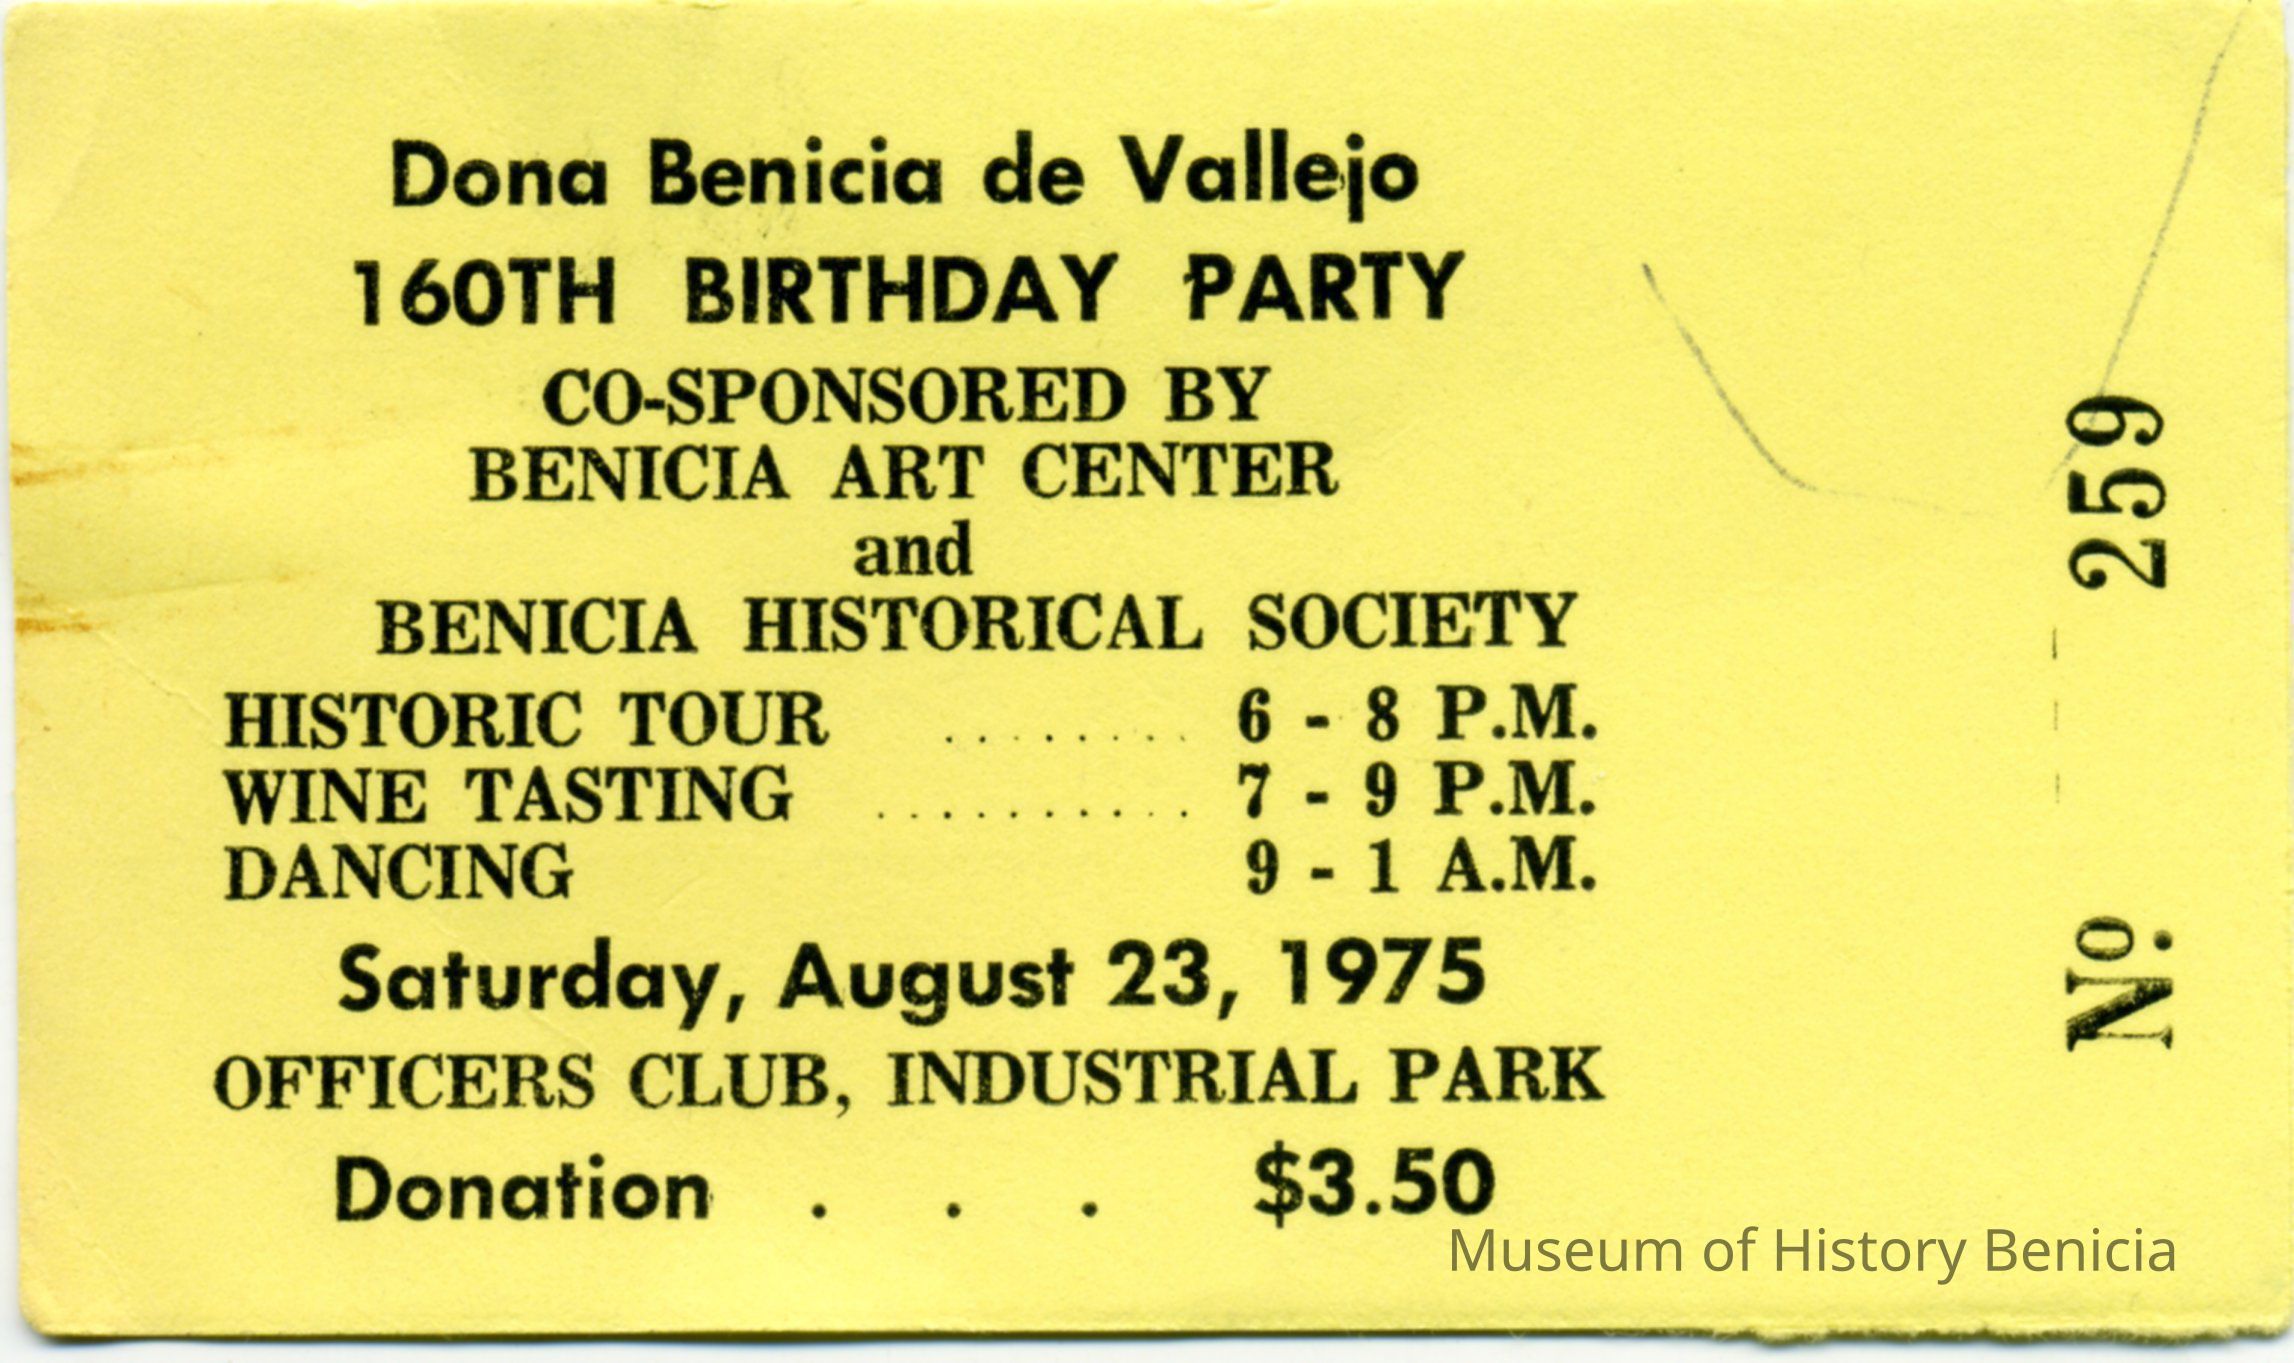 Dona Benicia de Vallejo
160TH BIRTHDAY PARTY
CO-SPONSORED BY
BENICIA ART CENTER
and
BENICIA HISTORICAL SOCIETY
HISTORIC TOUR ........ 6 - 8 P.M.
WINE TASTING .......... 7 - 9 P.M.
DANCING 9 - 1 A.M.
Saturday, August 23, 1975
OFFICERS CLUB, INDUSTRIAL PARK
Donation . . . $3.50
No. 259
Museum of History Benicia